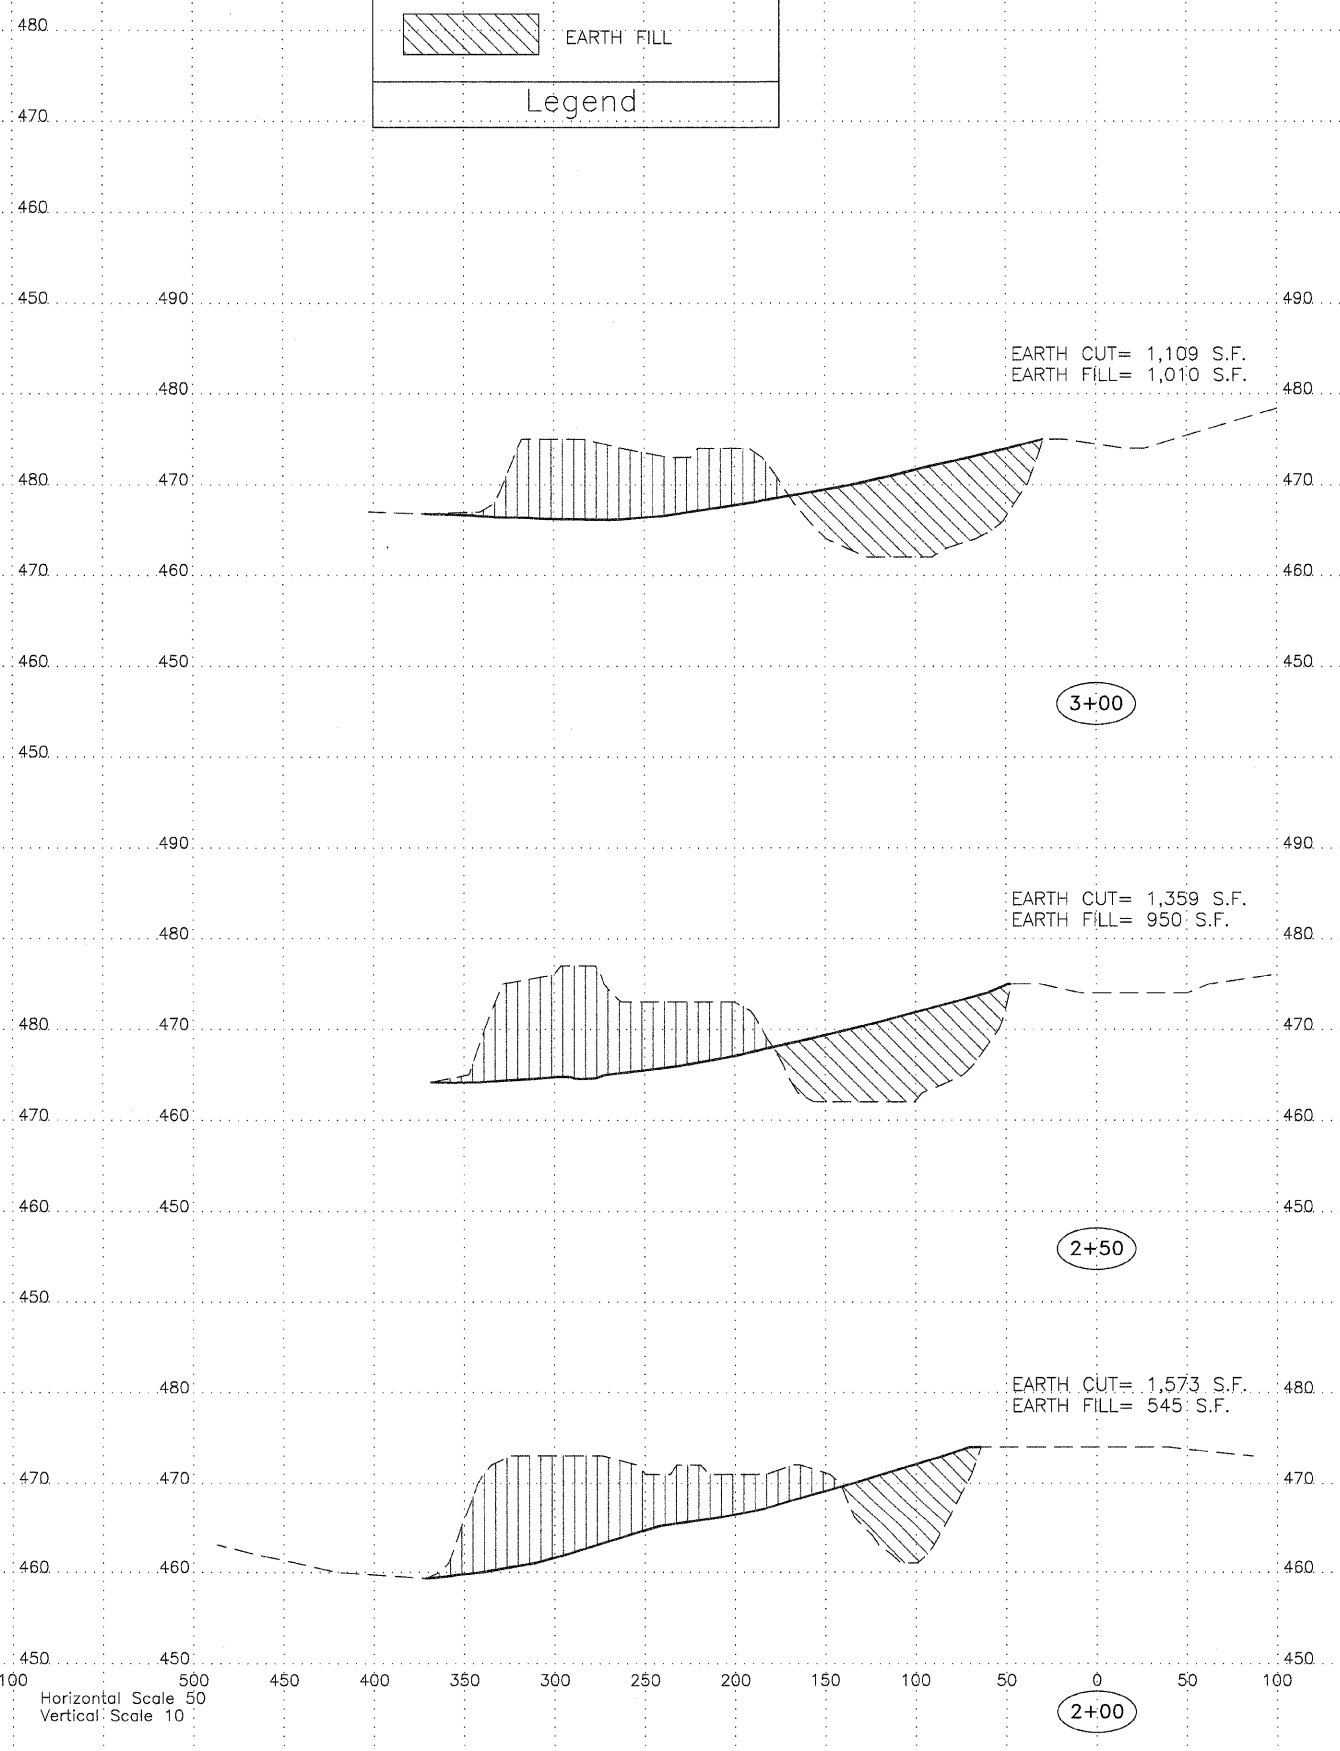 480
EARTH FILL
Legend
470
460
450 490 490
EARTH CUT= 1,109 S.F.
EARTH FILL= 1,010 S.F.
480 480
480 470 470
470 460 460
460 450 450
3+00
450
490 490
EARTH CUT= 1,359 S.F.
EARTH FILL= 950 S.F.
480 480
480 470 470
470 460 460
460 450 450
2+50
450
480 EARTH CUT= 1,573 S.F. 480
EARTH FILL= 545 S.F.
470 470 470
460 460 460
450 450 450
100 500 450 400 350 300 250 200 150 100 50 0 50 100
Horizontal Scale 50
Vertical Scale 10
2+00